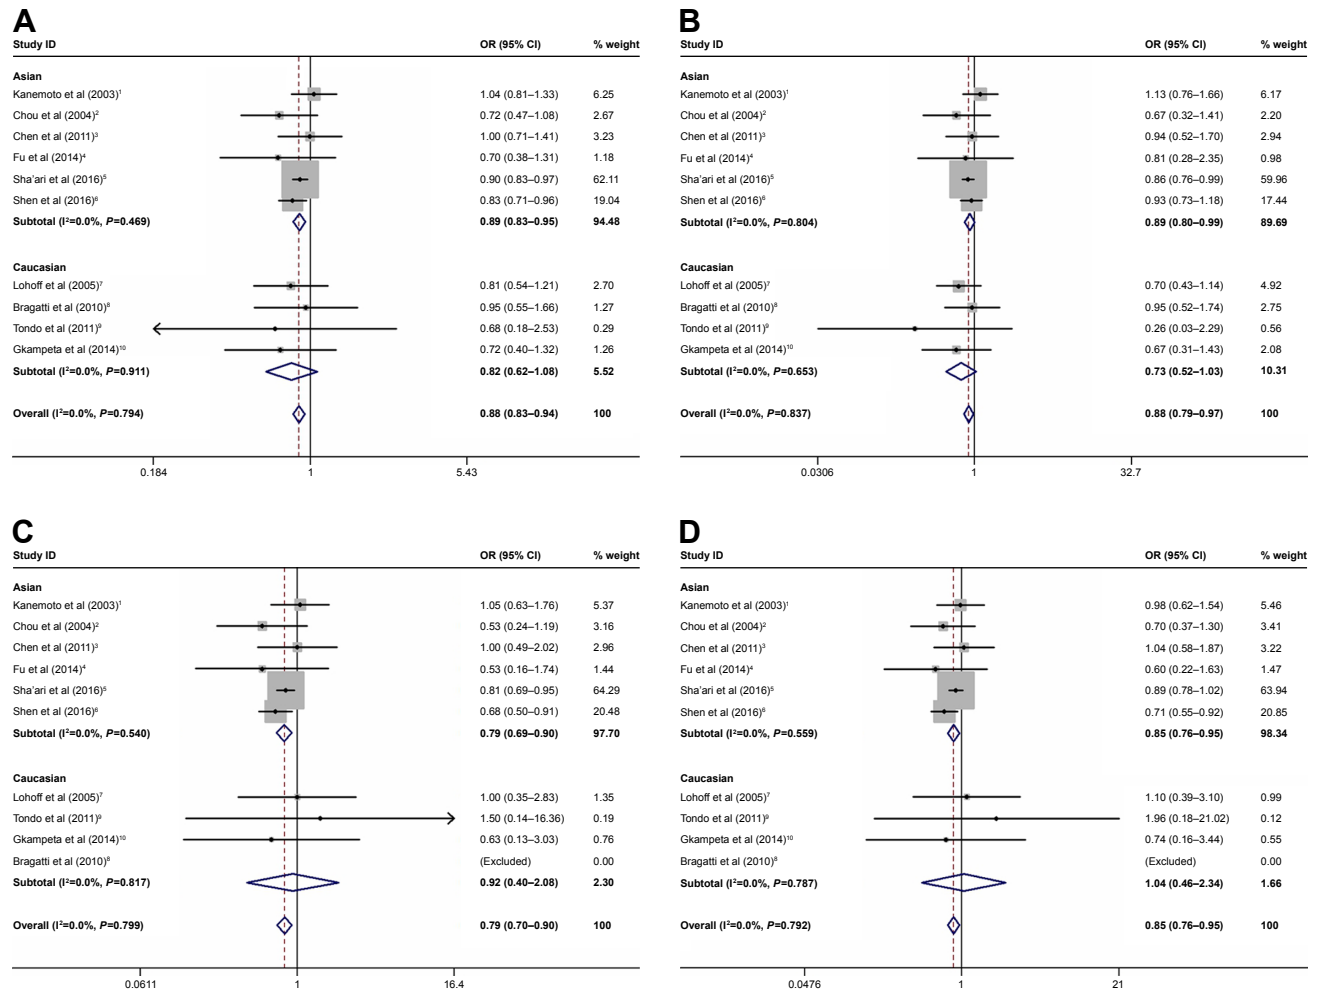 A
Study ID OR (95% CI) % weight
Asian
Kanemoto et al (2003)¹ 1.04 (0.81–1.33) 6.25
Chou et al (2004)² 0.72 (0.47–1.08) 2.67
Chen et al (2011)³ 1.00 (0.71–1.41) 3.23
Fu et al (2014)⁴ 0.70 (0.38–1.31) 1.18
Sha'ari et al (2016)⁵ 0.90 (0.83–0.97) 62.11
Shen et al (2016)⁶ 0.83 (0.71–0.96) 19.04
Subtotal (I²=0.0%, P=0.469) 0.89 (0.83–0.95) 94.48
Caucasian
Lohoff et al (2005)⁷ 0.81 (0.54–1.21) 2.70
Bragatti et al (2010)⁸ 0.95 (0.55–1.66) 1.27
Tondo et al (2011)⁹ 0.68 (0.18–2.53) 0.29
Gkampeta et al (2014)¹⁰ 0.72 (0.40–1.32) 1.26
Subtotal (I²=0.0%, P=0.911) 0.82 (0.62–1.08) 5.52
Overall (I²=0.0%, P=0.794) 0.88 (0.83–0.94) 100
0.184 1 5.43
B
Study ID OR (95% CI) % weight
Asian
Kanemoto et al (2003)¹ 1.13 (0.76–1.66) 6.17
Chou et al (2004)² 0.67 (0.32–1.41) 2.20
Chen et al (2011)³ 0.94 (0.52–1.70) 2.94
Fu et al (2014)⁴ 0.81 (0.28–2.35) 0.98
Sha'ari et al (2016)⁵ 0.86 (0.76–0.99) 59.96
Shen et al (2016)⁶ 0.93 (0.73–1.18) 17.44
Subtotal (I²=0.0%, P=0.804) 0.89 (0.80–0.99) 89.69
Caucasian
Lohoff et al (2005)⁷ 0.70 (0.43–1.14) 4.92
Bragatti et al (2010)⁸ 0.95 (0.52–1.74) 2.75
Tondo et al (2011)⁹ 0.26 (0.03–2.29) 0.56
Gkampeta et al (2014)¹⁰ 0.67 (0.31–1.43) 2.08
Subtotal (I²=0.0%, P=0.653) 0.73 (0.52–1.03) 10.31
Overall (I²=0.0%, P=0.837) 0.88 (0.79–0.97) 100
0.0306 1 32.7
C
Study ID OR (95% CI) % weight
Asian
Kanemoto et al (2003)¹ 1.05 (0.63–1.76) 5.37
Chou et al (2004)² 0.53 (0.24–1.19) 3.16
Chen et al (2011)³ 1.00 (0.49–2.02) 2.96
Fu et al (2014)⁴ 0.53 (0.16–1.74) 1.44
Sha'ari et al (2016)⁵ 0.81 (0.69–0.95) 64.29
Shen et al (2016)⁶ 0.68 (0.50–0.91) 20.48
Subtotal (I²=0.0%, P=0.540) 0.79 (0.69–0.90) 97.70
Caucasian
Lohoff et al (2005)⁷ 1.00 (0.35–2.83) 1.35
Tondo et al (2011)⁹ 1.50 (0.14–16.36) 0.19
Gkampeta et al (2014)¹⁰ 0.63 (0.13–3.03) 0.76
Bragatti et al (2010)⁸ (Excluded) 0.00
Subtotal (I²=0.0%, P=0.817) 0.92 (0.40–2.08) 2.30
Overall (I²=0.0%, P=0.799) 0.79 (0.70–0.90) 100
0.0611 1 16.4
D
Study ID OR (95% CI) % weight
Asian
Kanemoto et al (2003)¹ 0.98 (0.62–1.54) 5.46
Chou et al (2004)² 0.70 (0.37–1.30) 3.41
Chen et al (2011)³ 1.04 (0.58–1.87) 3.22
Fu et al (2014)⁴ 0.60 (0.22–1.63) 1.47
Sha'ari et al (2016)⁵ 0.89 (0.78–1.02) 63.94
Shen et al (2016)⁶ 0.71 (0.55–0.92) 20.85
Subtotal (I²=0.0%, P=0.559) 0.85 (0.76–0.95) 98.34
Caucasian
Lohoff et al (2005)⁷ 1.10 (0.39–3.10) 0.99
Tondo et al (2011)⁹ 1.96 (0.18–21.02) 0.12
Gkampeta et al (2014)¹⁰ 0.74 (0.16–3.44) 0.55
Bragatti et al (2010)⁸ (Excluded) 0.00
Subtotal (I²=0.0%, P=0.787) 1.04 (0.46–2.34) 1.66
Overall (I²=0.0%, P=0.792) 0.85 (0.76–0.95) 100
0.0476 1 21